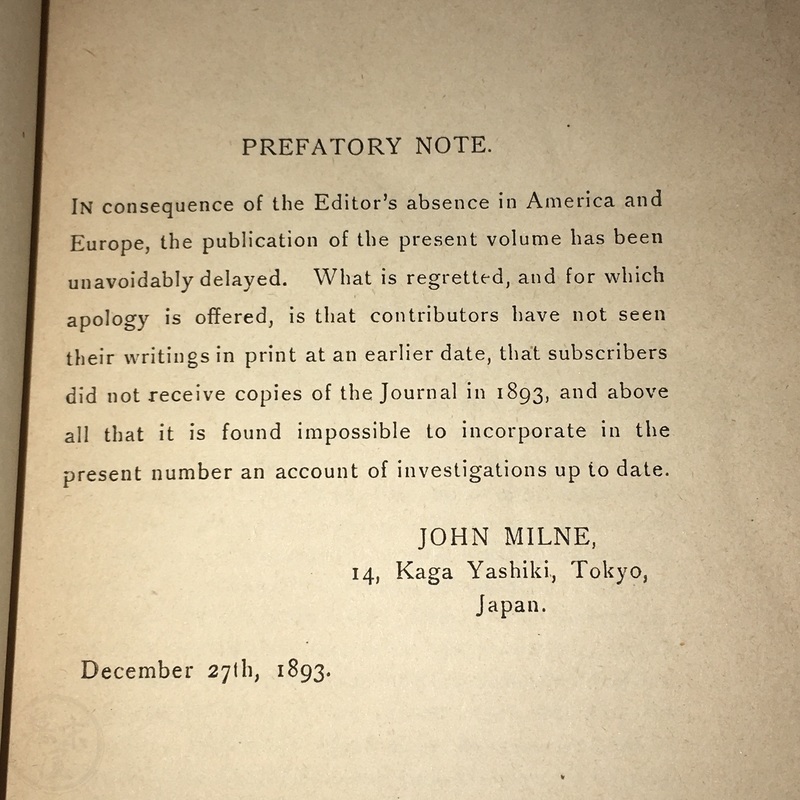 PREFATORY NOTE.
IN consequence of the Editor's absence in America and
Europe, the publication of the present volume has been
unavoidably delayed. What is regretted, and for which
apology is offered, is that contributors have not seen
their writings in print at an earlier date, that subscribers
did not receive copies of the Journal in 1893, and above
all that it is found impossible to incorporate in the
present number an account of investigations up to date.
JOHN MILNE,
14, Kaga Yashiki, Tokyo,
Japan.
December 27th, 1893.